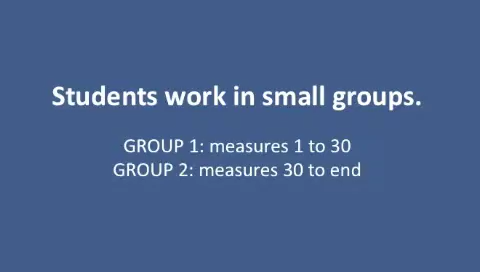 Students work in small groups.
GROUP 1: measures 1 to 30
GROUP 2: measures 30 to end